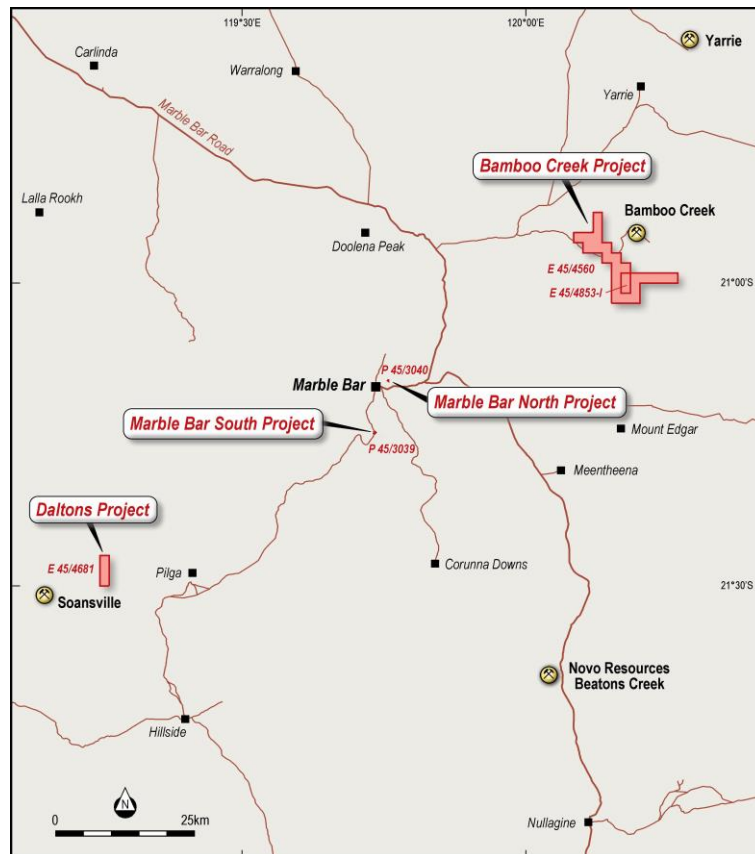 119°30'E
120°00'E
Carlinda
Warralong
Yarrie
Yarrie
Marble Bar Road
Bamboo Creek Project
Lalla Rookh
Bamboo Creek
Doolena Peak
E 45/4560
21°00'S
E 45/4853-I
P 45/3040
Marble Bar
Marble Bar North Project
Marble Bar South Project
Mount Edgar
P 45/3039
Meentheena
Daltons Project
Corunna Downs
E 45/4681
Pilga
21°30'S
Soansville
Novo Resources
Beatons Creek
Hillside
N
0 25km
Nullagine